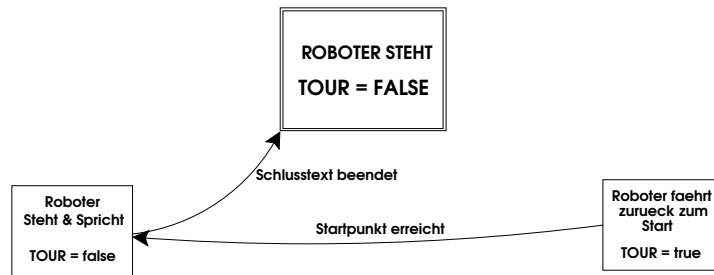 ROBOTER STEHT
TOUR = FALSE
Schlusstext beendet
Roboter
Steht & Spricht
TOUR = false
Startpunkt erreicht
Roboter faehrt
zurueck zum
Start
TOUR = true